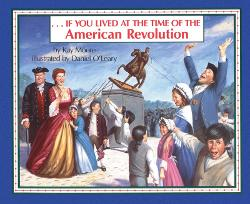 ...IF YOU LIVED AT THE TIME OF THE
American Revolution
by Kay Moore
illustrated by Daniel O'Leary